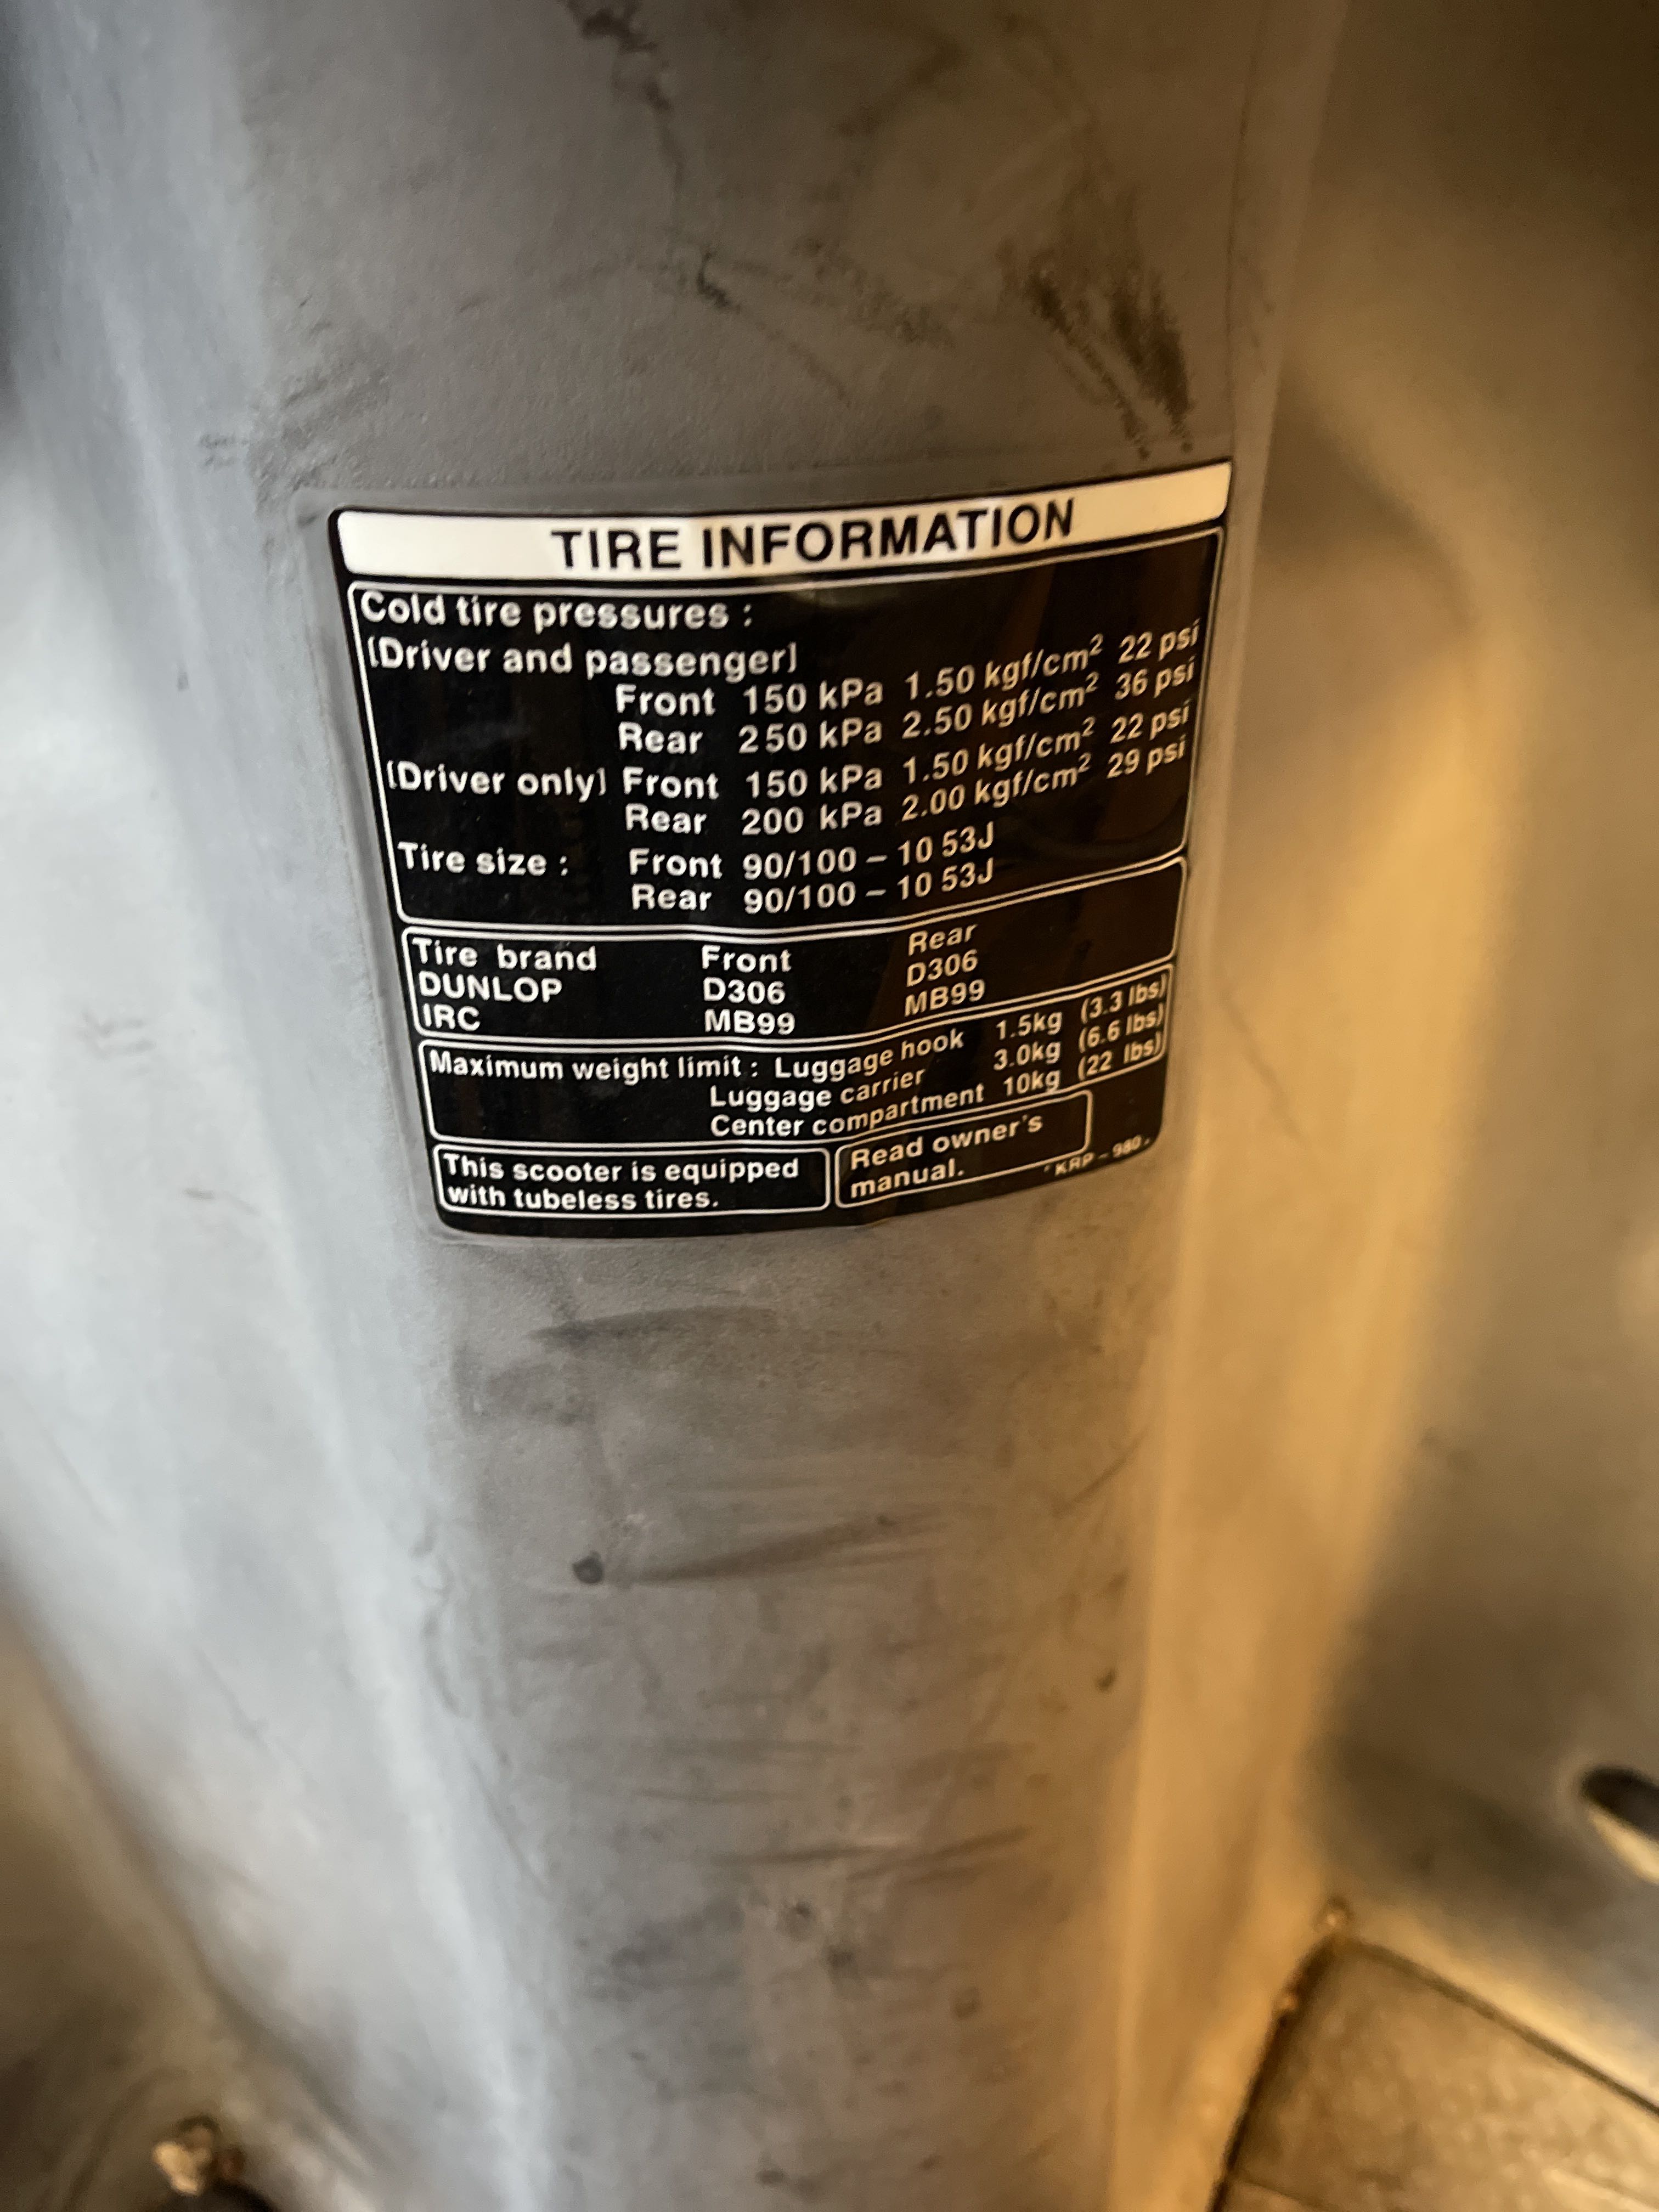 TIRE INFORMATION
Cold tire pressures :
[Driver and passenger]
Front 150 kPa 1.50 kgf/cm² 22 psi
Rear 250 kPa 2.50 kgf/cm² 36 psi
[Driver only] Front 150 kPa 1.50 kgf/cm² 22 psi
Rear 200 kPa 2.00 kgf/cm² 29 psi
Tire size : Front 90/100 – 10 53J
Rear 90/100 – 10 53J
Tire brand Front Rear
DUNLOP D306 D306
IRC MB99 MB99
Maximum weight limit : Luggage hook 1.5kg (3.3 lbs)
Luggage carrier 3.0kg (6.6 lbs)
Center compartment 10kg (22 lbs)
This scooter is equipped
with tubeless tires.
Read owner's
manual.
KRP – 980